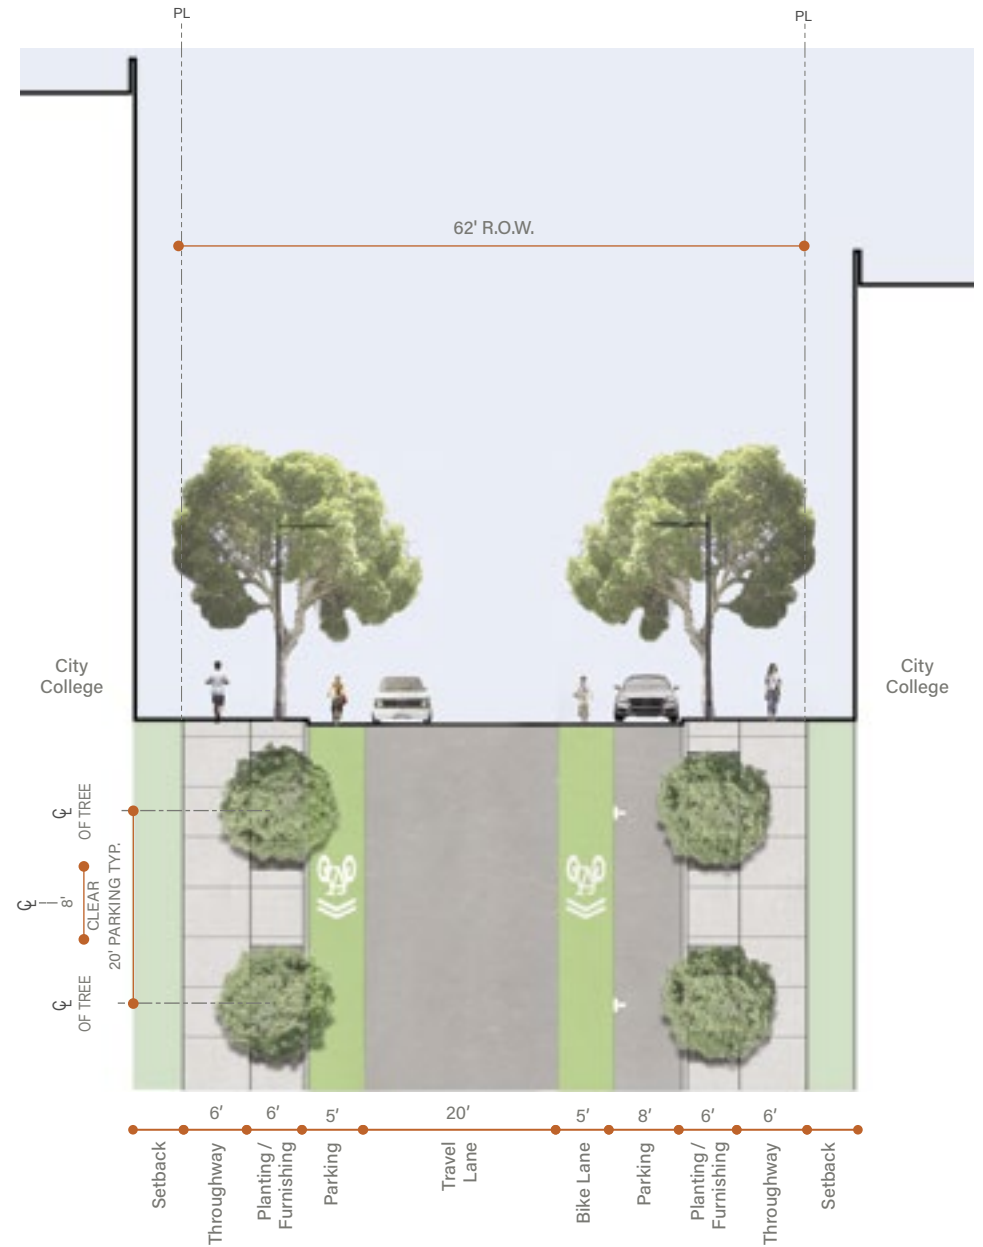 PL
PL
62' R.O.W.
City
College
City
College
℄
OF TREE
℄
8'
CLEAR
20' PARKING TYP.
℄
OF TREE
6′
6′
5′
20′
5′
8′
6′
6′
Setback
Throughway
Planting /
Furnishing
Parking
Travel
Lane
Bike Lane
Parking
Planting /
Furnishing
Throughway
Setback